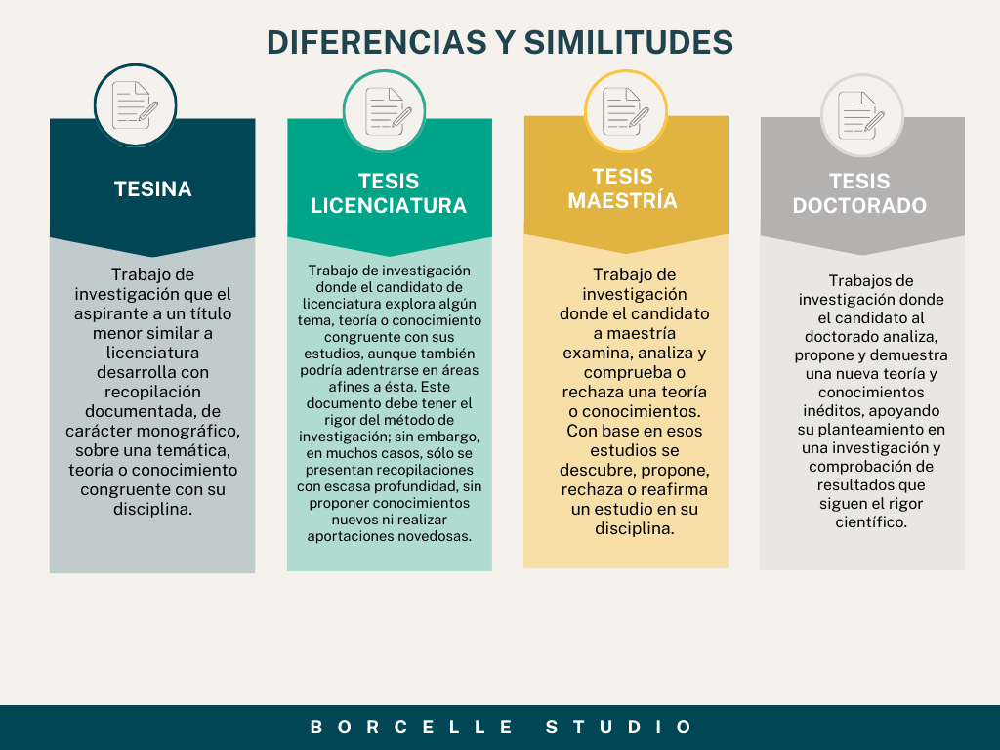 DIFERENCIAS Y SIMILITUDES
TESINA
Trabajo de
investigación que el
aspirante a un título
menor similar a
licenciatura
desarrolla con
recopilación
documentada, de
carácter monográfico,
sobre una temática,
teoría o conocimiento
congruente con su
disciplina.
TESIS
LICENCIATURA
Trabajo de investigación
donde el candidato de
licenciatura explora algún
tema, teoría o conocimiento
congruente con sus
estudios, aunque también
podría adentrarse en áreas
afines a ésta. Este
documento debe tener el
rigor del método de
investigación; sin embargo,
en muchos casos, sólo se
presentan recopilaciones
con escasa profundidad, sin
proponer conocimientos
nuevos ni realizar
aportaciones novedosas.
TESIS
MAESTRÍA
Trabajo de
investigación
donde el candidato
a maestría
examina, analiza y
comprueba o
rechaza una teoría
o conocimientos.
Con base en esos
estudios se
descubre, propone,
rechaza o reafirma
un estudio en su
disciplina.
TESIS
DOCTORADO
Trabajos de
investigación donde
el candidato al
doctorado analiza,
propone y demuestra
una nueva teoría y
conocimientos
inéditos, apoyando
su planteamiento en
una investigación y
comprobación de
resultados que
siguen el rigor
científico.
BORCELLE STUDIO